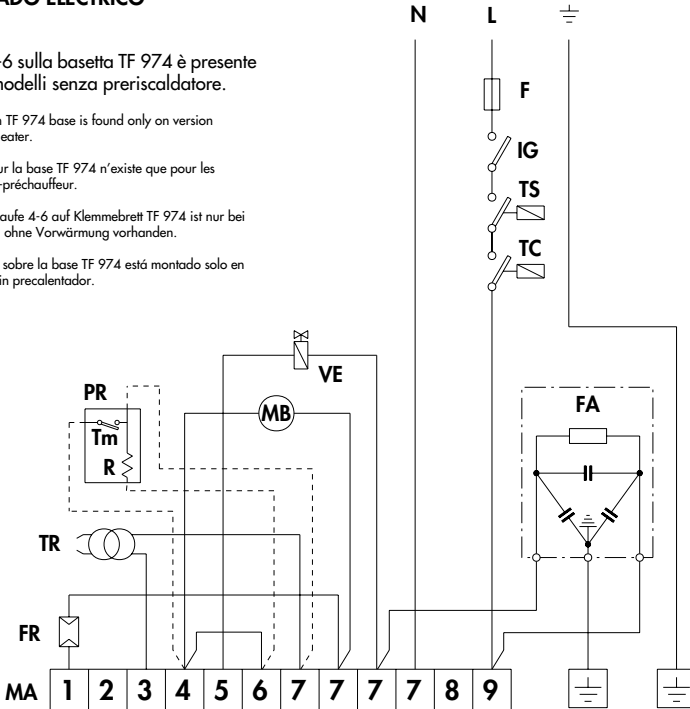 ADO ELÉCTRICO
-6 sulla basetta TF 974 è presente
modelli senza preriscaldatore.
TF 974 base is found only on version
eater.
ur la base TF 974 n'existe que pour les
-préchauffeur.
aufe 4-6 auf Klemmebrett TF 974 ist nur bei
ohne Vorwärmung vorhanden.
sobre la base TF 974 está montado solo en
in precalentador.
N L
F
IG
TS
TC
VE
PR
MB
FA
Tm
R
TR
FR
MA 1 2 3 4 5 6 7 7 7 7 8 9